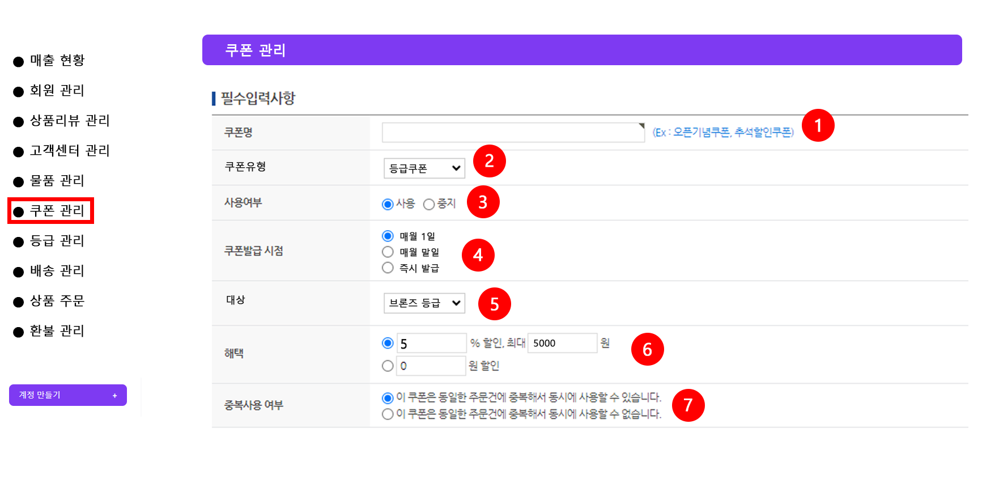 쿠폰 관리
매출 현황
회원 관리
상품리뷰 관리
고객센터 관리
물품 관리
쿠폰 관리
등급 관리
배송 관리
상품 주문
환불 관리
계정 만들기 +
필수입력사항
쿠폰명 (Ex : 오픈기념쿠폰, 추석할인쿠폰) 1
쿠폰유형 등급쿠폰 2
사용여부 사용 중지 3
쿠폰발급 시점
매월 1일
매월 말일
즉시 발급
4
대상 브론즈 등급 5
해택
5 % 할인, 최대 5000 원
0 원 할인
6
중복사용 여부
이 쿠폰은 동일한 주문건에 중복해서 동시에 사용할 수 있습니다.
이 쿠폰은 동일한 주문건에 중복해서 동시에 사용할 수 없습니다.
7